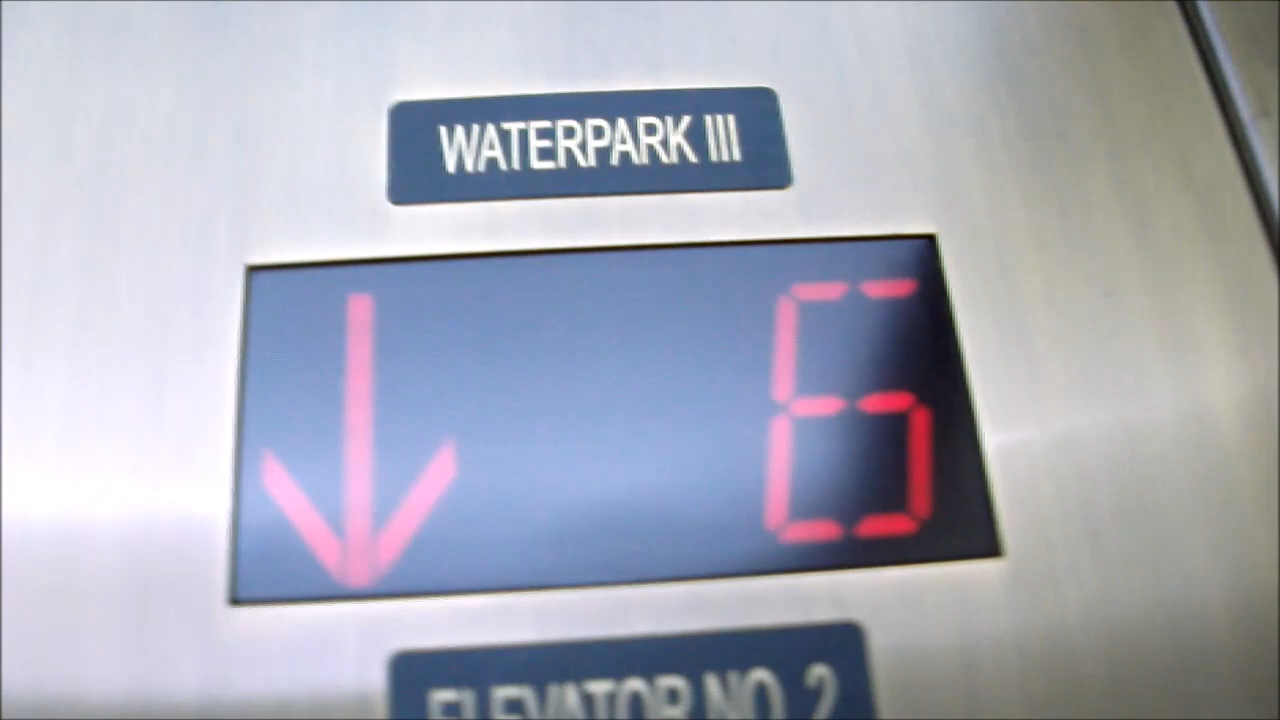 WATERPARK III
↓ 6
ELEVATOR NO. 2